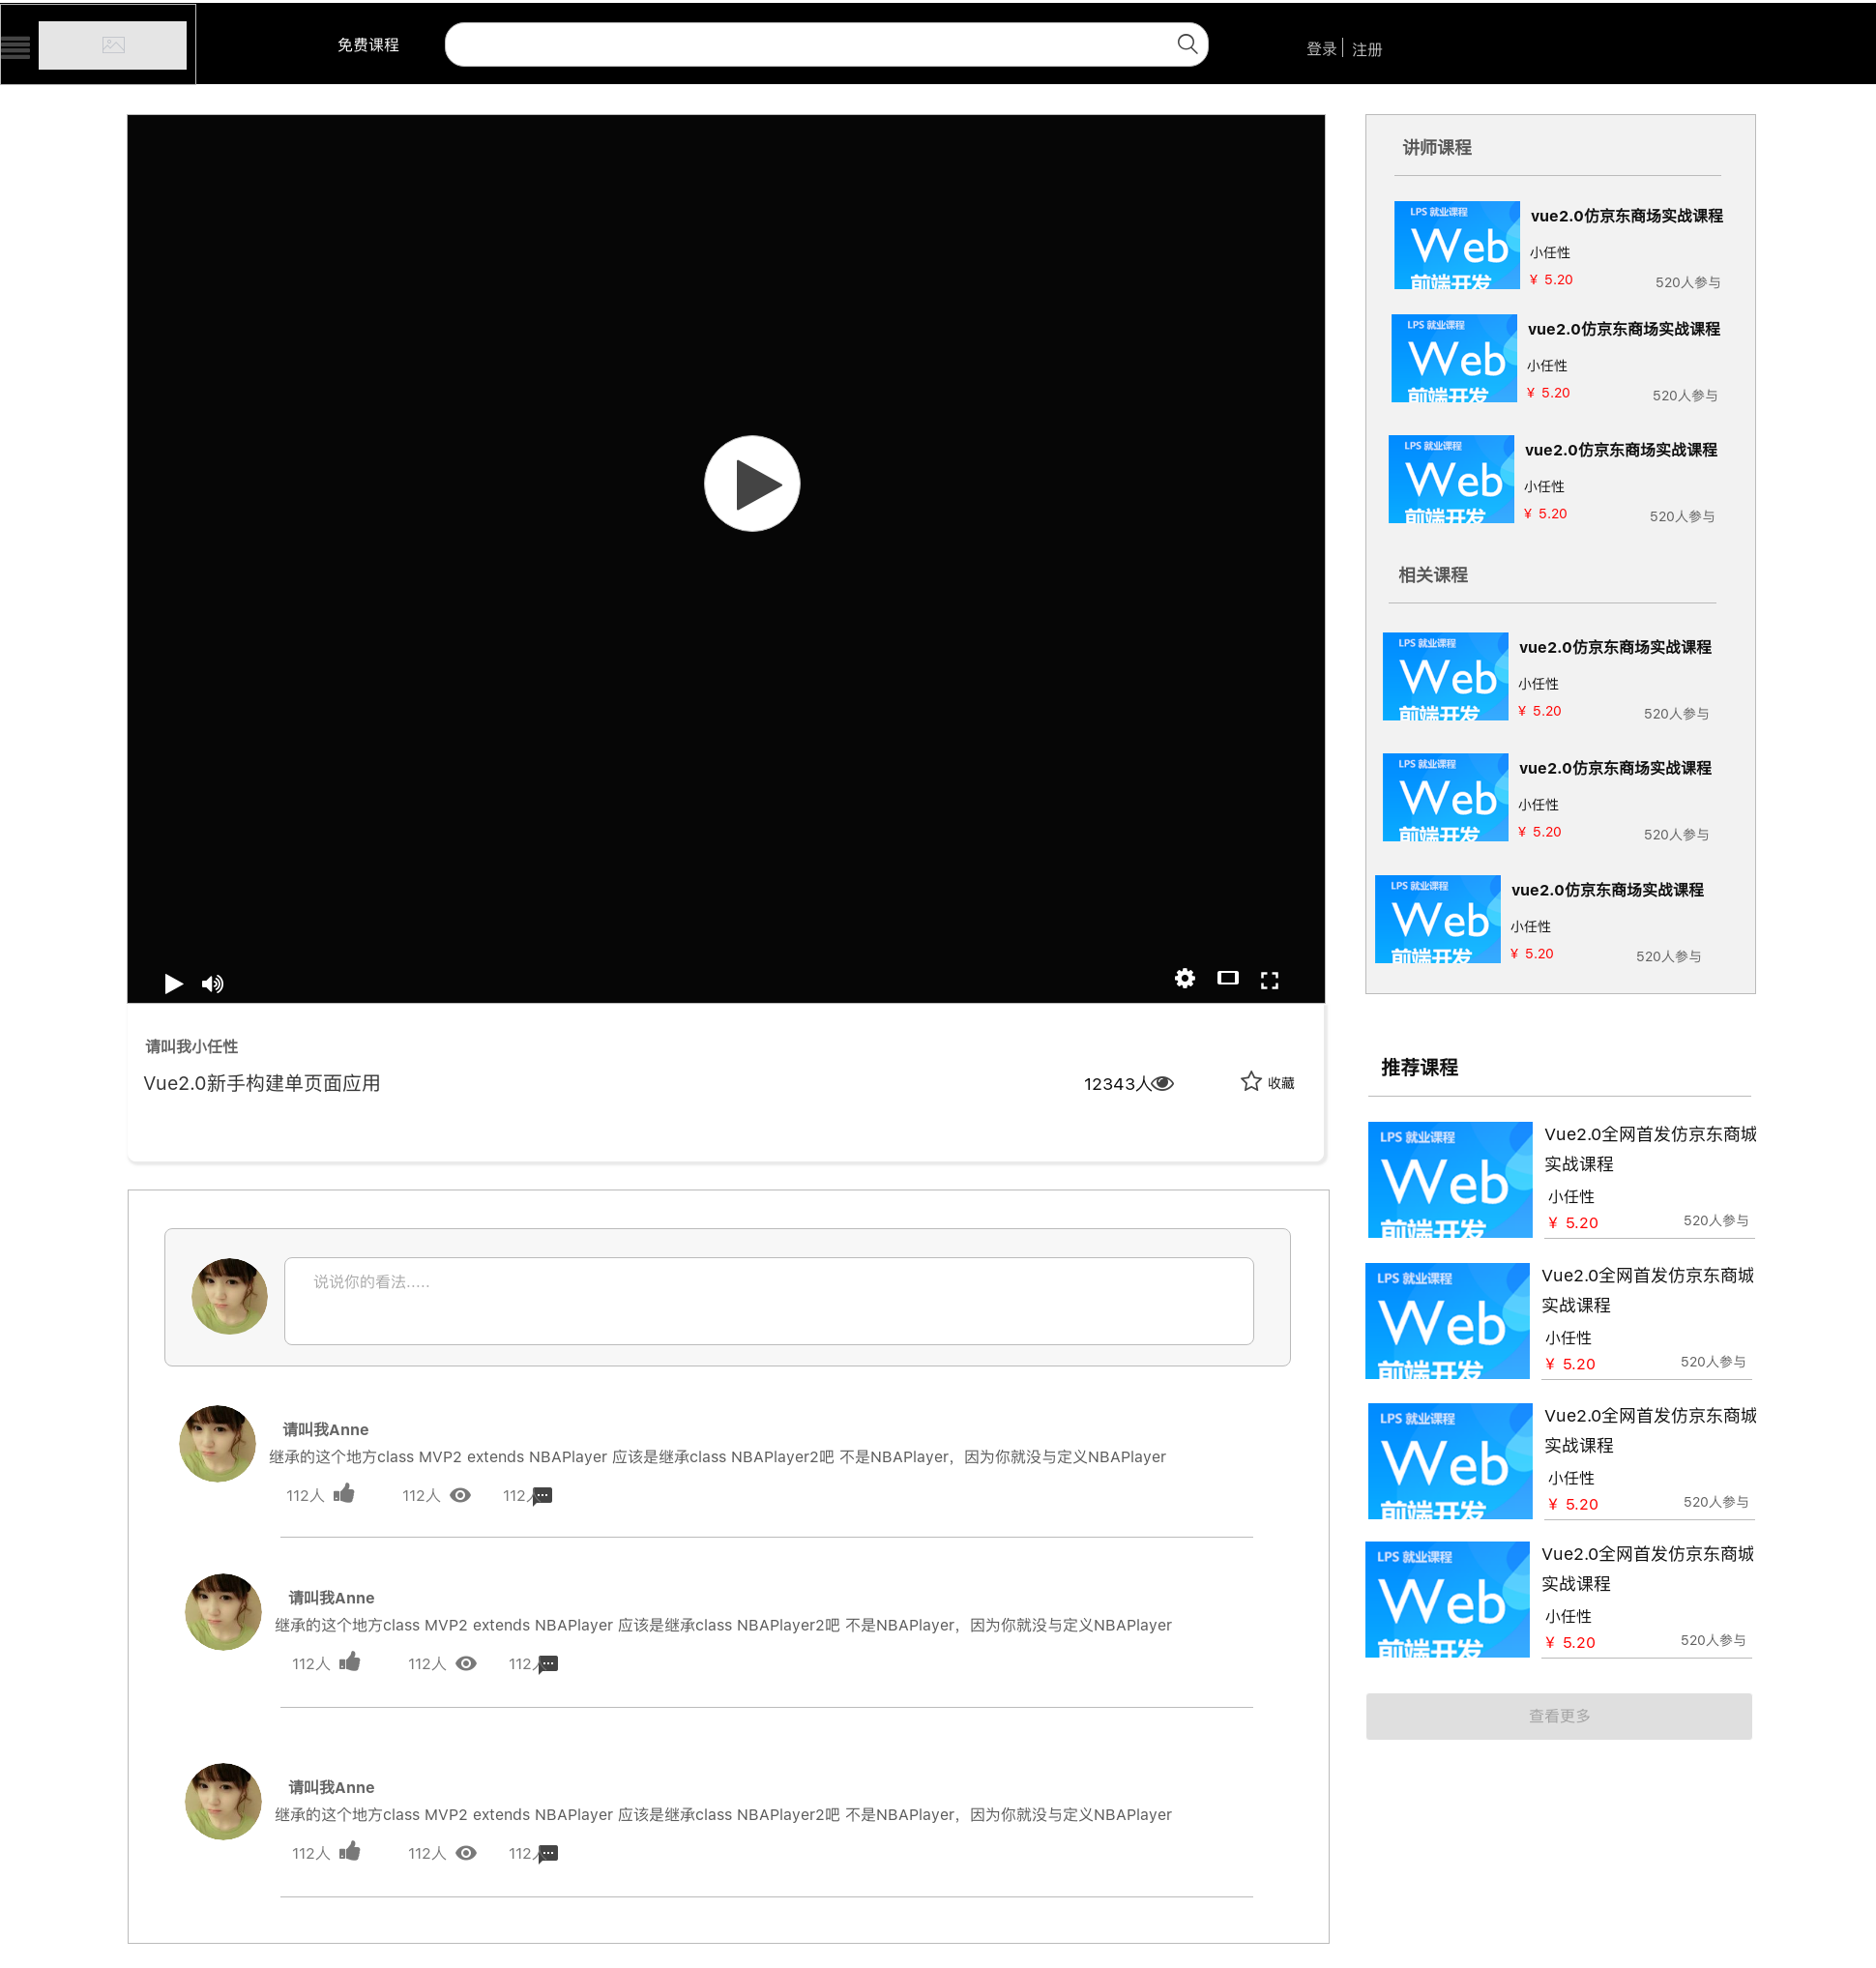 免费课程
登录 | 注册
讲师课程
LPS 就业课程
Web
前端开发
vue2.0仿京东商场实战课程
小任性
¥ 5.20
520人参与
LPS 就业课程
Web
前端开发
vue2.0仿京东商场实战课程
小任性
¥ 5.20
520人参与
LPS 就业课程
Web
前端开发
vue2.0仿京东商场实战课程
小任性
¥ 5.20
520人参与
相关课程
LPS 就业课程
Web
前端开发
vue2.0仿京东商场实战课程
小任性
¥ 5.20
520人参与
LPS 就业课程
Web
前端开发
vue2.0仿京东商场实战课程
小任性
¥ 5.20
520人参与
LPS 就业课程
Web
前端开发
vue2.0仿京东商场实战课程
小任性
¥ 5.20
520人参与
请叫我小任性
Vue2.0新手构建单页面应用
12343人
收藏
说说你的看法.....
请叫我Anne
继承的这个地方class MVP2 extends NBAPlayer 应该是继承class NBAPlayer2吧 不是NBAPlayer，因为你就没与定义NBAPlayer
112人 112人 112人
请叫我Anne
继承的这个地方class MVP2 extends NBAPlayer 应该是继承class NBAPlayer2吧 不是NBAPlayer，因为你就没与定义NBAPlayer
112人 112人 112人
请叫我Anne
继承的这个地方class MVP2 extends NBAPlayer 应该是继承class NBAPlayer2吧 不是NBAPlayer，因为你就没与定义NBAPlayer
112人 112人 112人
推荐课程
LPS 就业课程
Web
前端开发
Vue2.0全网首发仿京东商城
实战课程
小任性
¥ 5.20
520人参与
LPS 就业课程
Web
前端开发
Vue2.0全网首发仿京东商城
实战课程
小任性
¥ 5.20
520人参与
LPS 就业课程
Web
前端开发
Vue2.0全网首发仿京东商城
实战课程
小任性
¥ 5.20
520人参与
LPS 就业课程
Web
前端开发
Vue2.0全网首发仿京东商城
实战课程
小任性
¥ 5.20
520人参与
查看更多